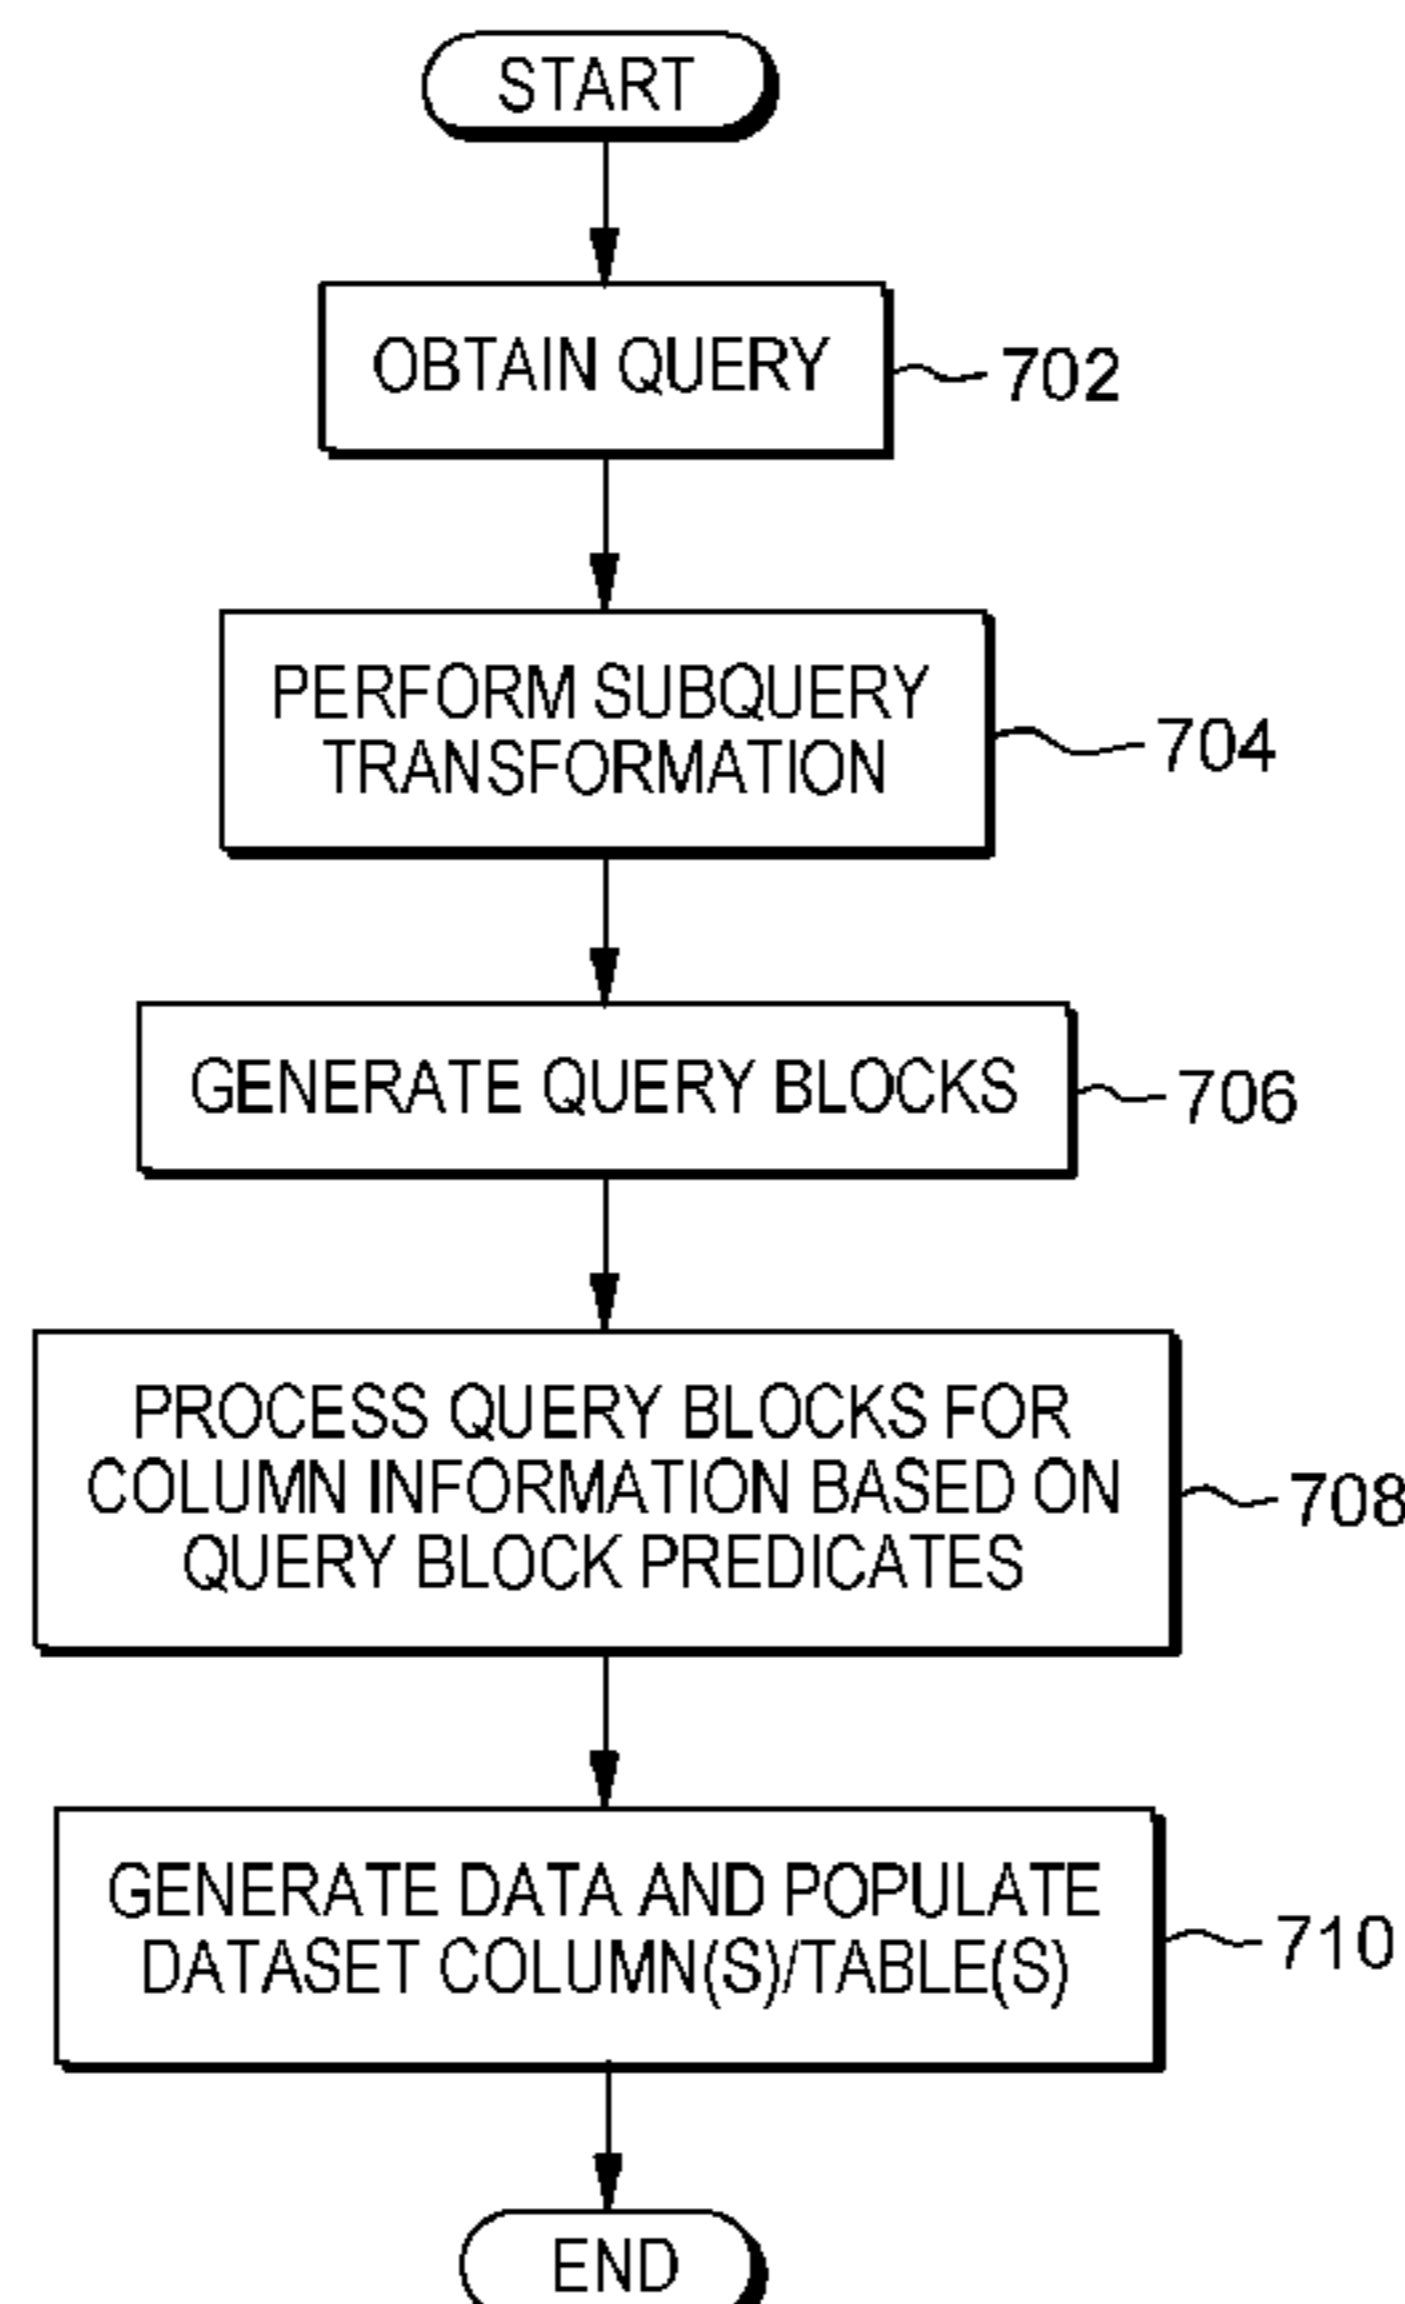 START
OBTAIN QUERY
702
PERFORM SUBQUERY
TRANSFORMATION
704
GENERATE QUERY BLOCKS
706
PROCESS QUERY BLOCKS FOR
COLUMN INFORMATION BASED ON
QUERY BLOCK PREDICATES
708
GENERATE DATA AND POPULATE
DATASET COLUMN(S)/TABLE(S)
710
END